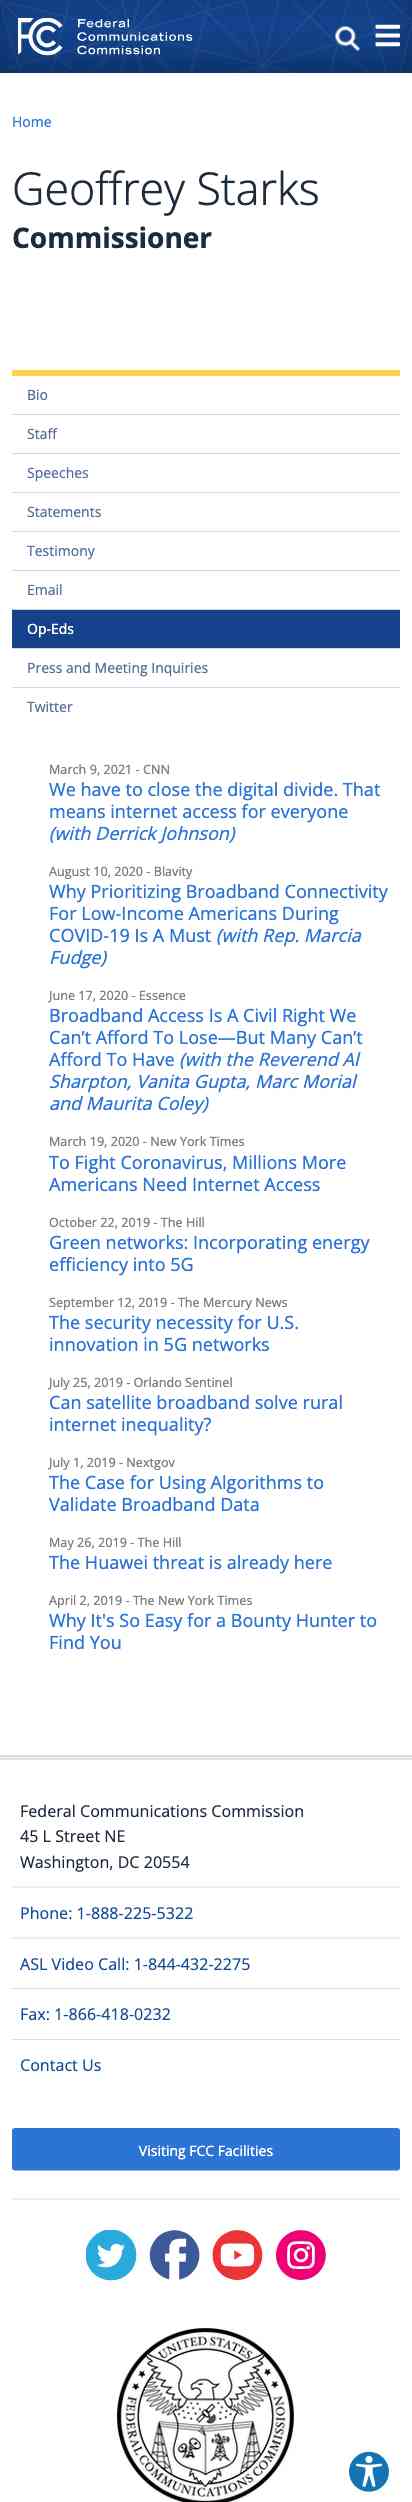 FCC
Federal
Communications
Commission
Home
Geoffrey Starks
Commissioner
Bio
Staff
Speeches
Statements
Testimony
Email
Op-Eds
Press and Meeting Inquiries
Twitter
March 9, 2021 - CNN
We have to close the digital divide. That
means internet access for everyone
(with Derrick Johnson)
August 10, 2020 - Blavity
Why Prioritizing Broadband Connectivity
For Low-Income Americans During
COVID-19 Is A Must (with Rep. Marcia
Fudge)
June 17, 2020 - Essence
Broadband Access Is A Civil Right We
Can’t Afford To Lose—But Many Can’t
Afford To Have (with the Reverend Al
Sharpton, Vanita Gupta, Marc Morial
and Maurita Coley)
March 19, 2020 - New York Times
To Fight Coronavirus, Millions More
Americans Need Internet Access
October 22, 2019 - The Hill
Green networks: Incorporating energy
efficiency into 5G
September 12, 2019 - The Mercury News
The security necessity for U.S.
innovation in 5G networks
July 25, 2019 - Orlando Sentinel
Can satellite broadband solve rural
internet inequality?
July 1, 2019 - Nextgov
The Case for Using Algorithms to
Validate Broadband Data
May 26, 2019 - The Hill
The Huawei threat is already here
April 2, 2019 - The New York Times
Why It's So Easy for a Bounty Hunter to
Find You
Federal Communications Commission
45 L Street NE
Washington, DC 20554
Phone: 1-888-225-5322
ASL Video Call: 1-844-432-2275
Fax: 1-866-418-0232
Contact Us
Visiting FCC Facilities
UNITED STATES
FEDERAL COMMUNICATIONS COMMISSION